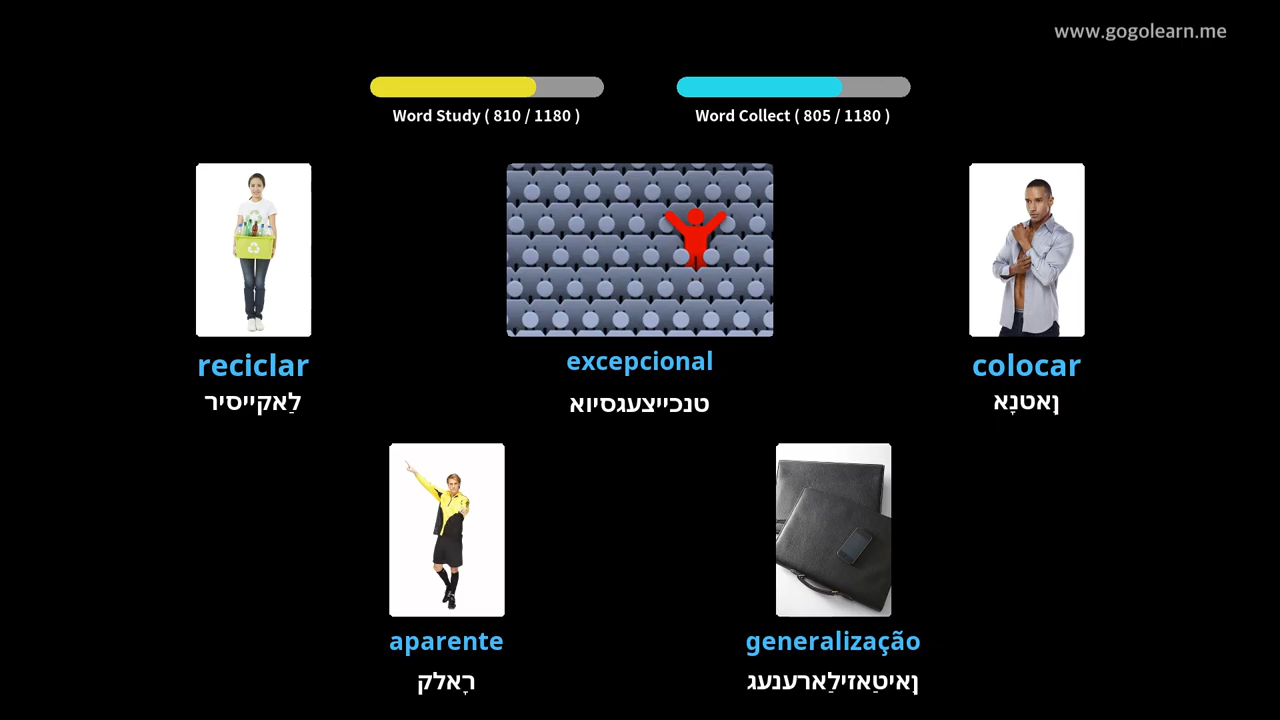 www.gogolearn.me
Word Study ( 810 / 1180 )
Word Collect ( 805 / 1180 )
reciclar
לַאקייסיר
excepcional
טנכייצעגסיוא
colocar
ןָאטנָא
aparente
רָאלק
generalização
ןָאיטַאזילַארענעג